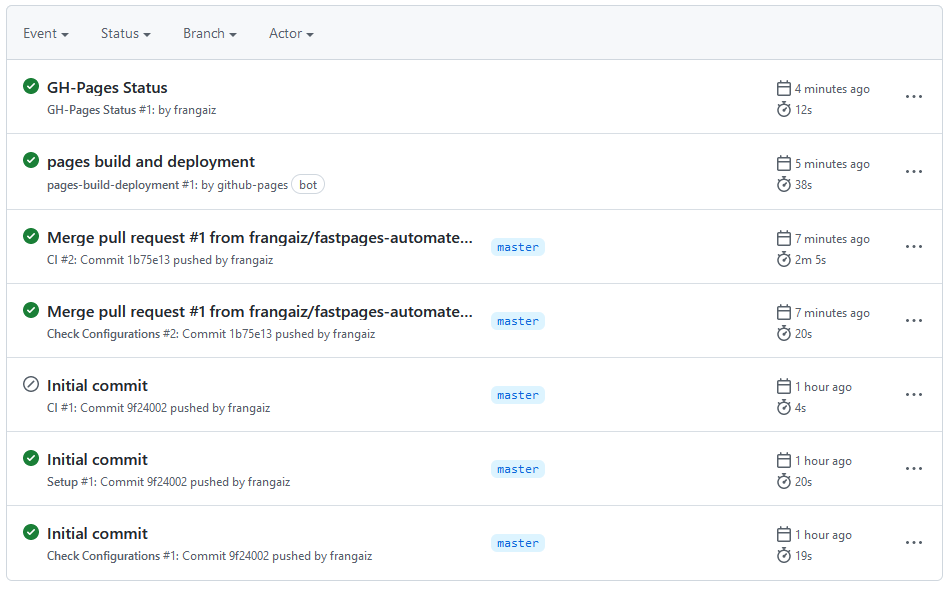 Event Status Branch Actor
GH-Pages Status
4 minutes ago
GH-Pages Status #1: by frangaiz
12s
pages build and deployment
5 minutes ago
pages-build-deployment #1: by github-pages bot
38s
Merge pull request #1 from frangaiz/fastpages-automate...
master
7 minutes ago
CI #2: Commit 1b75e13 pushed by frangaiz
2m 5s
Merge pull request #1 from frangaiz/fastpages-automate...
master
7 minutes ago
Check Configurations #2: Commit 1b75e13 pushed by frangaiz
20s
Initial commit
master
1 hour ago
CI #1: Commit 9f24002 pushed by frangaiz
4s
Initial commit
master
1 hour ago
Setup #1: Commit 9f24002 pushed by frangaiz
20s
Initial commit
master
1 hour ago
Check Configurations #1: Commit 9f24002 pushed by frangaiz
19s